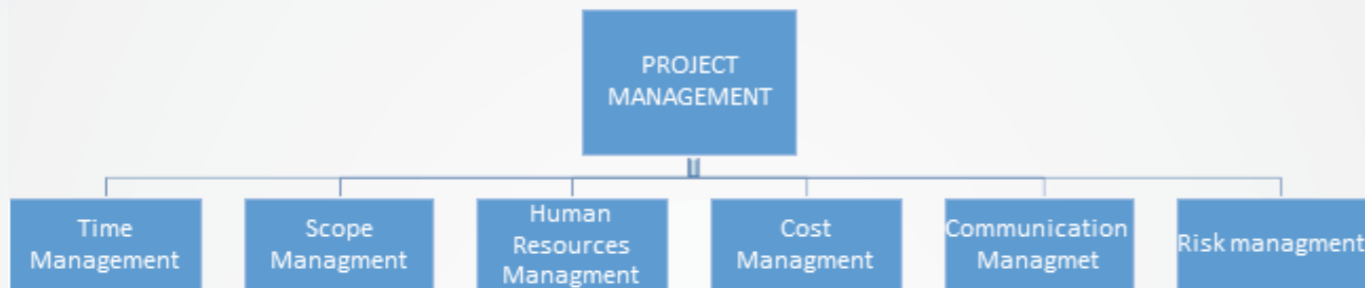 PROJECT
MANAGEMENT
Time
Management
Scope
Managment
Human
Resources
Managment
Cost
Managment
Communication
Managmet
Risk managment